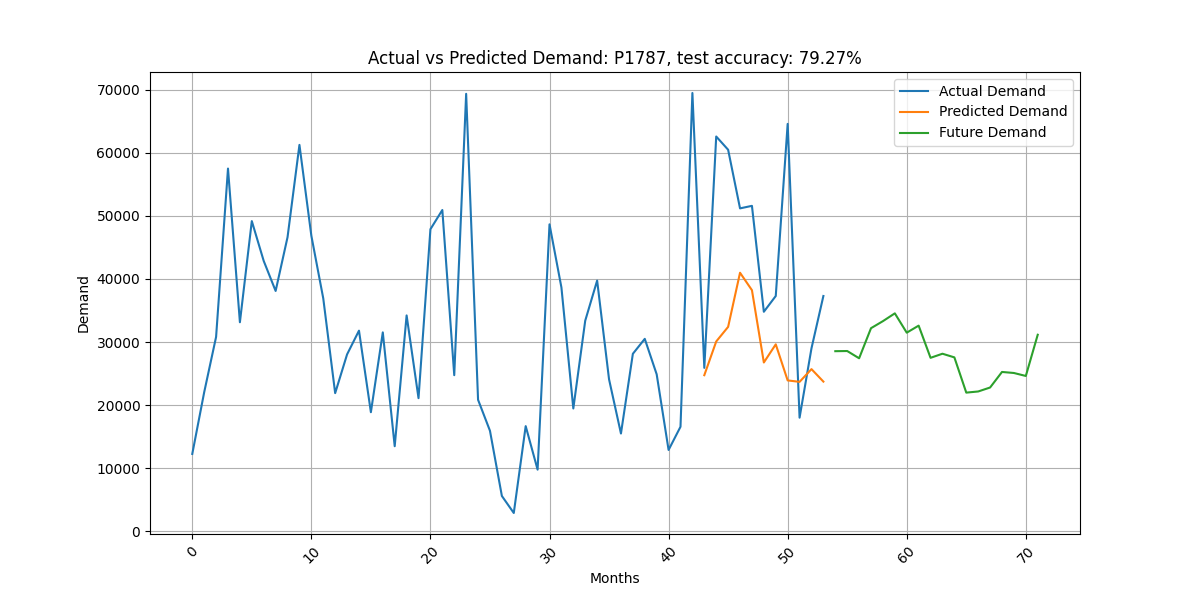 Actual vs Predicted Demand: P1787, test accuracy: 79.27%
Actual Demand
Predicted Demand
Future Demand
70000
60000
50000
40000
30000
20000
10000
0
Demand
0 10 20 30 40 50 60 70
Months